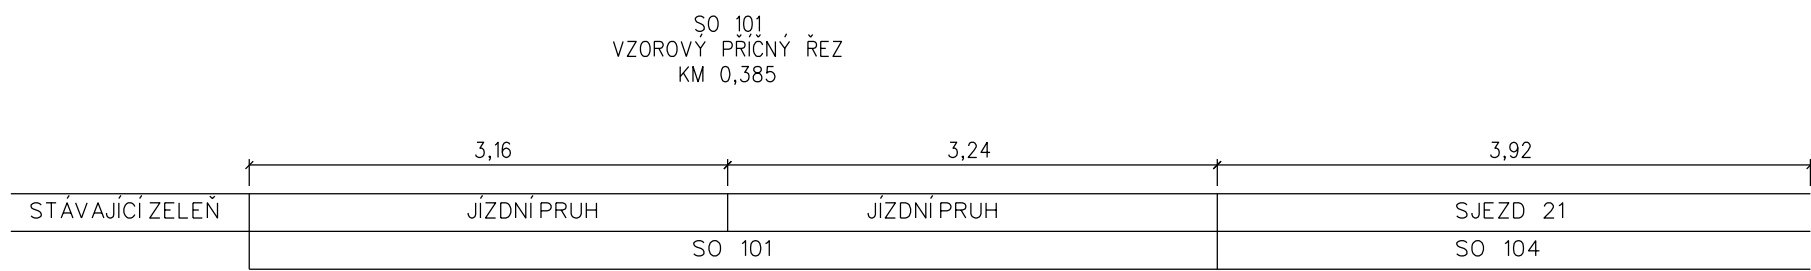 SO 101
VZOROVÝ PŘÍČNÝ ŘEZ
KM 0,385
3,16 3,24 3,92
STÁVAJÍCÍ ZELEŇ JÍZDNÍ PRUH JÍZDNÍ PRUH SJEZD 21
SO 101 SO 104